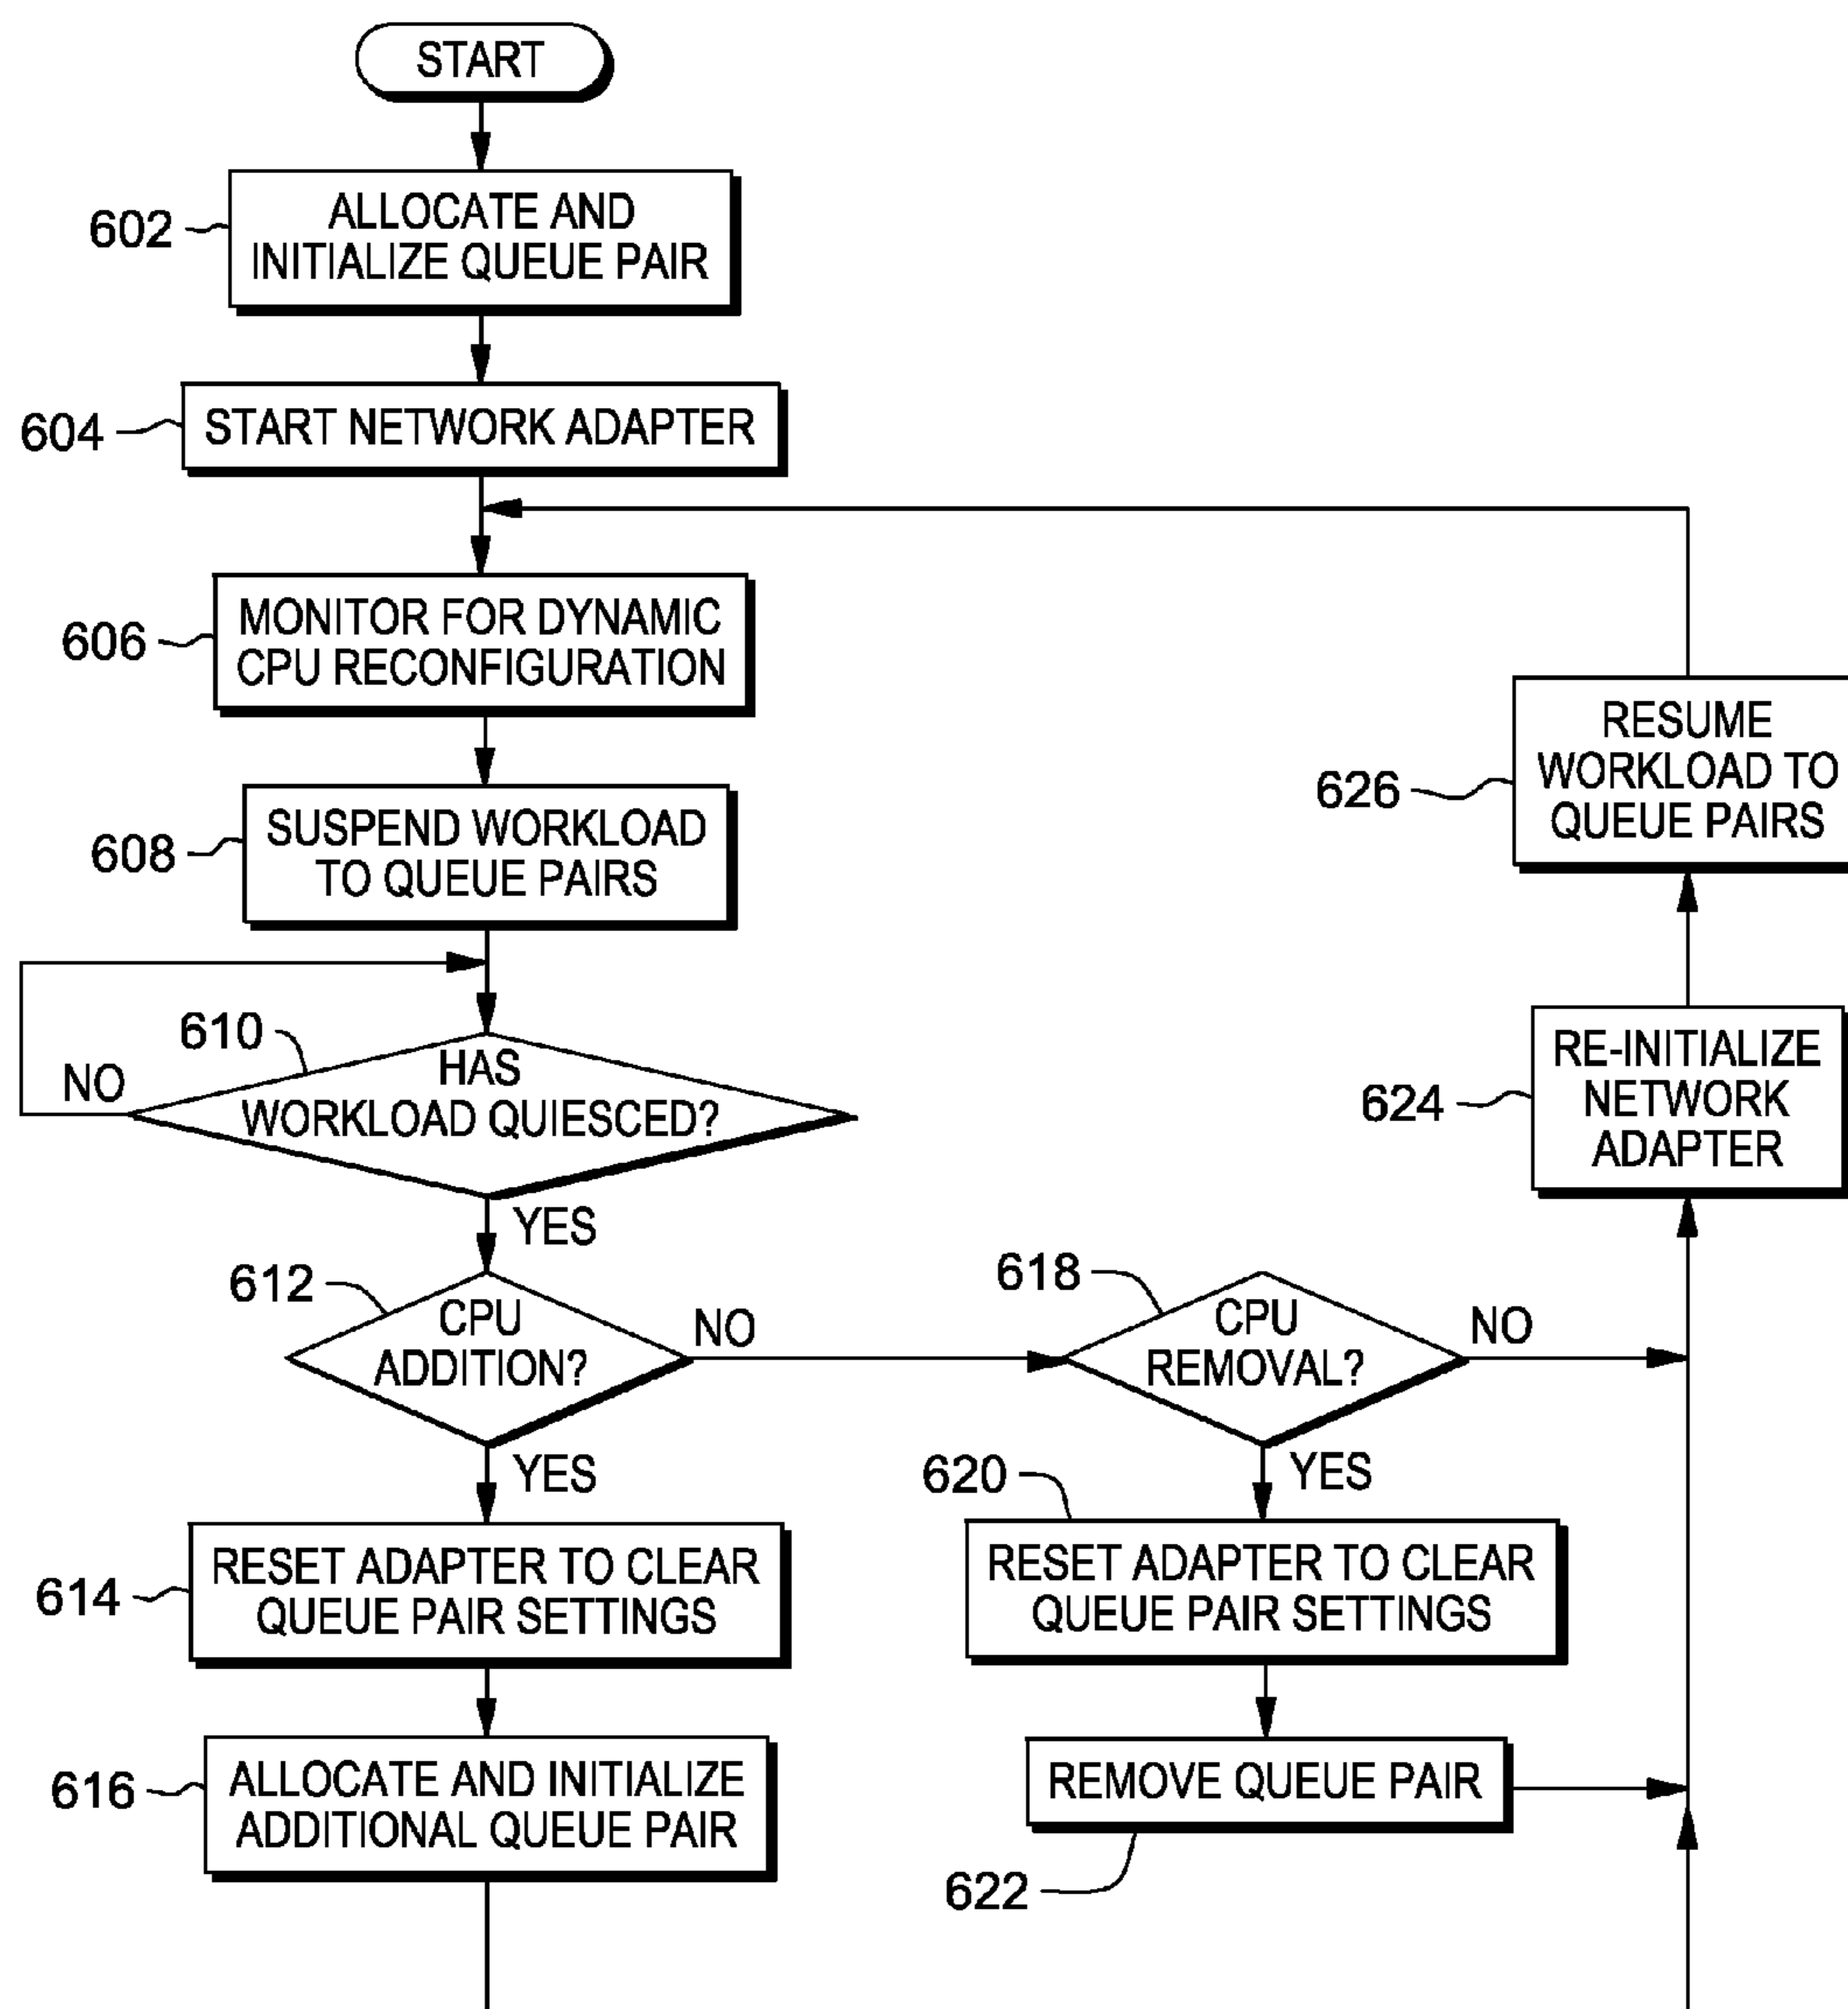 START
602
ALLOCATE AND
INITIALIZE QUEUE PAIR
604
START NETWORK ADAPTER
606
MONITOR FOR DYNAMIC
CPU RECONFIGURATION
608
SUSPEND WORKLOAD
TO QUEUE PAIRS
610
HAS
WORKLOAD QUIESCED?
NO
YES
612
CPU
ADDITION?
NO
YES
614
RESET ADAPTER TO CLEAR
QUEUE PAIR SETTINGS
616
ALLOCATE AND INITIALIZE
ADDITIONAL QUEUE PAIR
618
CPU
REMOVAL?
NO
YES
620
RESET ADAPTER TO CLEAR
QUEUE PAIR SETTINGS
REMOVE QUEUE PAIR
622
624
RE-INITIALIZE
NETWORK
ADAPTER
626
RESUME
WORKLOAD TO
QUEUE PAIRS